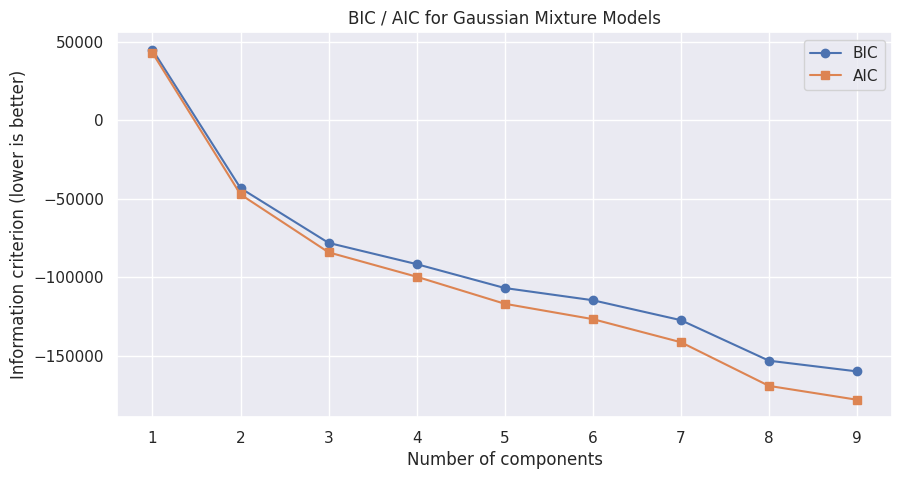 BIC / AIC for Gaussian Mixture Models
BIC
AIC
Information criterion (lower is better)
50000
0
−50000
−100000
−150000
1 2 3 4 5 6 7 8 9
Number of components